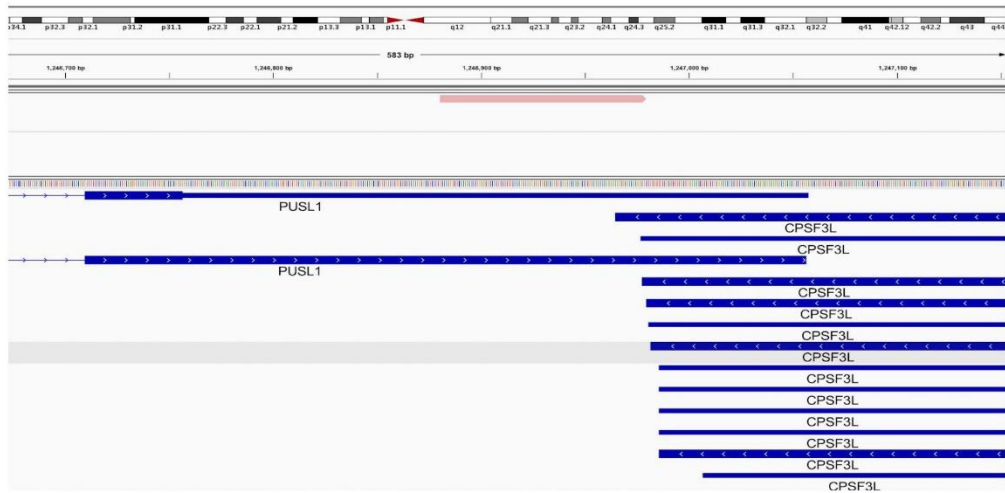 p34.3 p32.3 p32.1 p31.2 p31.1 p22.3 p22.1 p21.2 p13.3 p13.1 p11.1 q12 q21.1 q21.3 q23.2 q24.1 q24.3 q25.2 q31.1 q31.3 q32.1 q32.2 q41 q42.12 q42.2 q43 q44
583 bp
1,246,700 bp 1,246,800 bp 1,246,900 bp 1,247,000 bp 1,247,100 bp
PUSL1
CPSF3L
CPSF3L
PUSL1
CPSF3L
CPSF3L
CPSF3L
CPSF3L
CPSF3L
CPSF3L
CPSF3L
CPSF3L
CPSF3L
CPSF3L